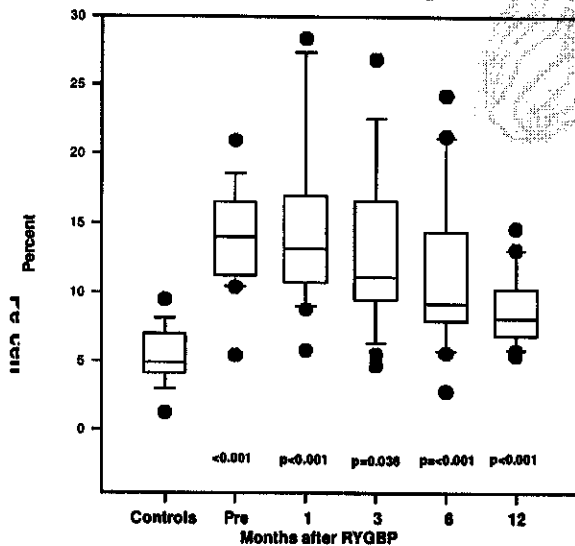 30
25
20
15
10
5
0
Percent
<0.001 p<0.001 p=0.036 p=<0.001 p<0.001
Controls Pre 1 3 6 12
Months after RYGBP